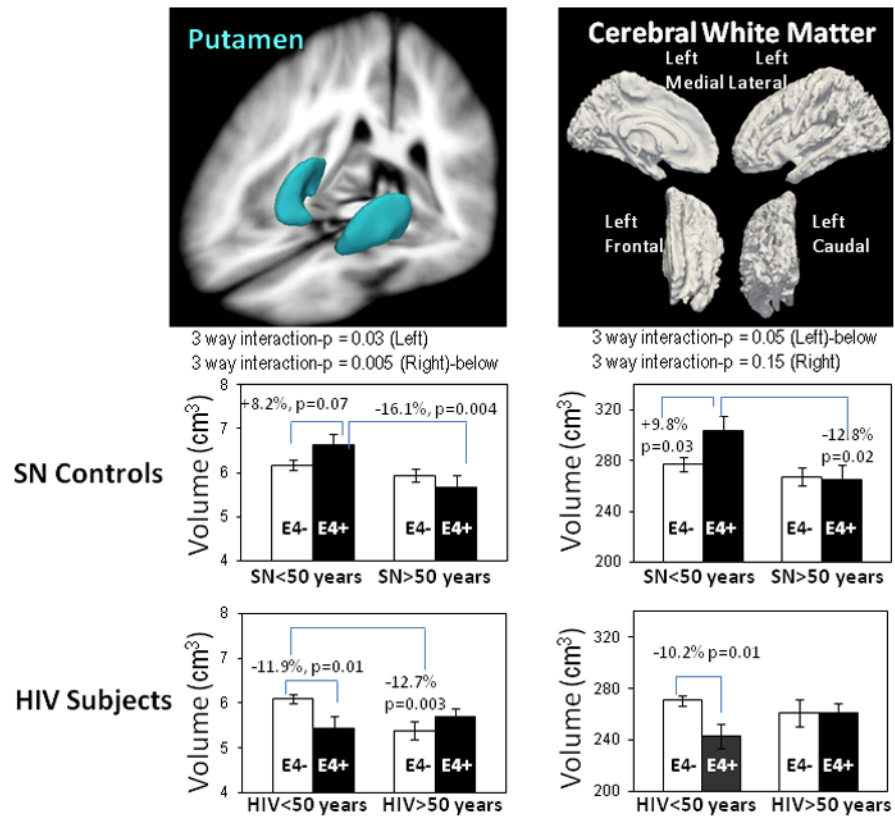 Putamen
Cerebral White Matter
Left Medial
Left Lateral
Left Frontal
Left Caudal
3 way interaction-p = 0.03 (Left)
3 way interaction-p = 0.005 (Right)-below
3 way interaction-p = 0.05 (Left)-below
3 way interaction-p = 0.15 (Right)
SN Controls
Volume (cm³)
8
7
6
5
4
+8.2%, p=0.07
-16.1%, p=0.004
E4-
E4+
E4-
E4+
SN<50 years
SN>50 years
Volume (cm³)
320
280
240
200
+9.8%
p=0.03
-12.8%
p=0.02
E4-
E4+
E4-
E4+
SN<50 years
SN>50 years
HIV Subjects
Volume (cm³)
8
7
6
5
4
-11.9%, p=0.01
-12.7%
p=0.003
E4-
E4+
E4-
E4+
HIV<50 years
HIV>50 years
Volume (cm³)
320
280
240
200
-10.2% p=0.01
E4-
E4+
E4-
E4+
HIV<50 years
HIV>50 years